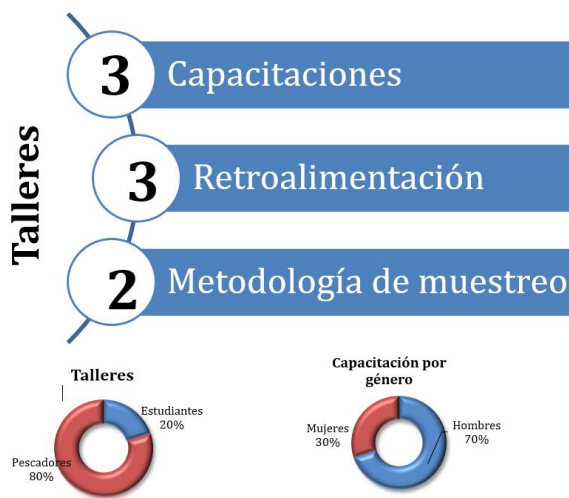 Talleres
3 Capacitaciones
3 Retroalimentación
2 Metodología de muestreo
Talleres
Estudiantes
20%
Pescadores
80%
Capacitación por
género
Mujeres
30%
Hombres
70%